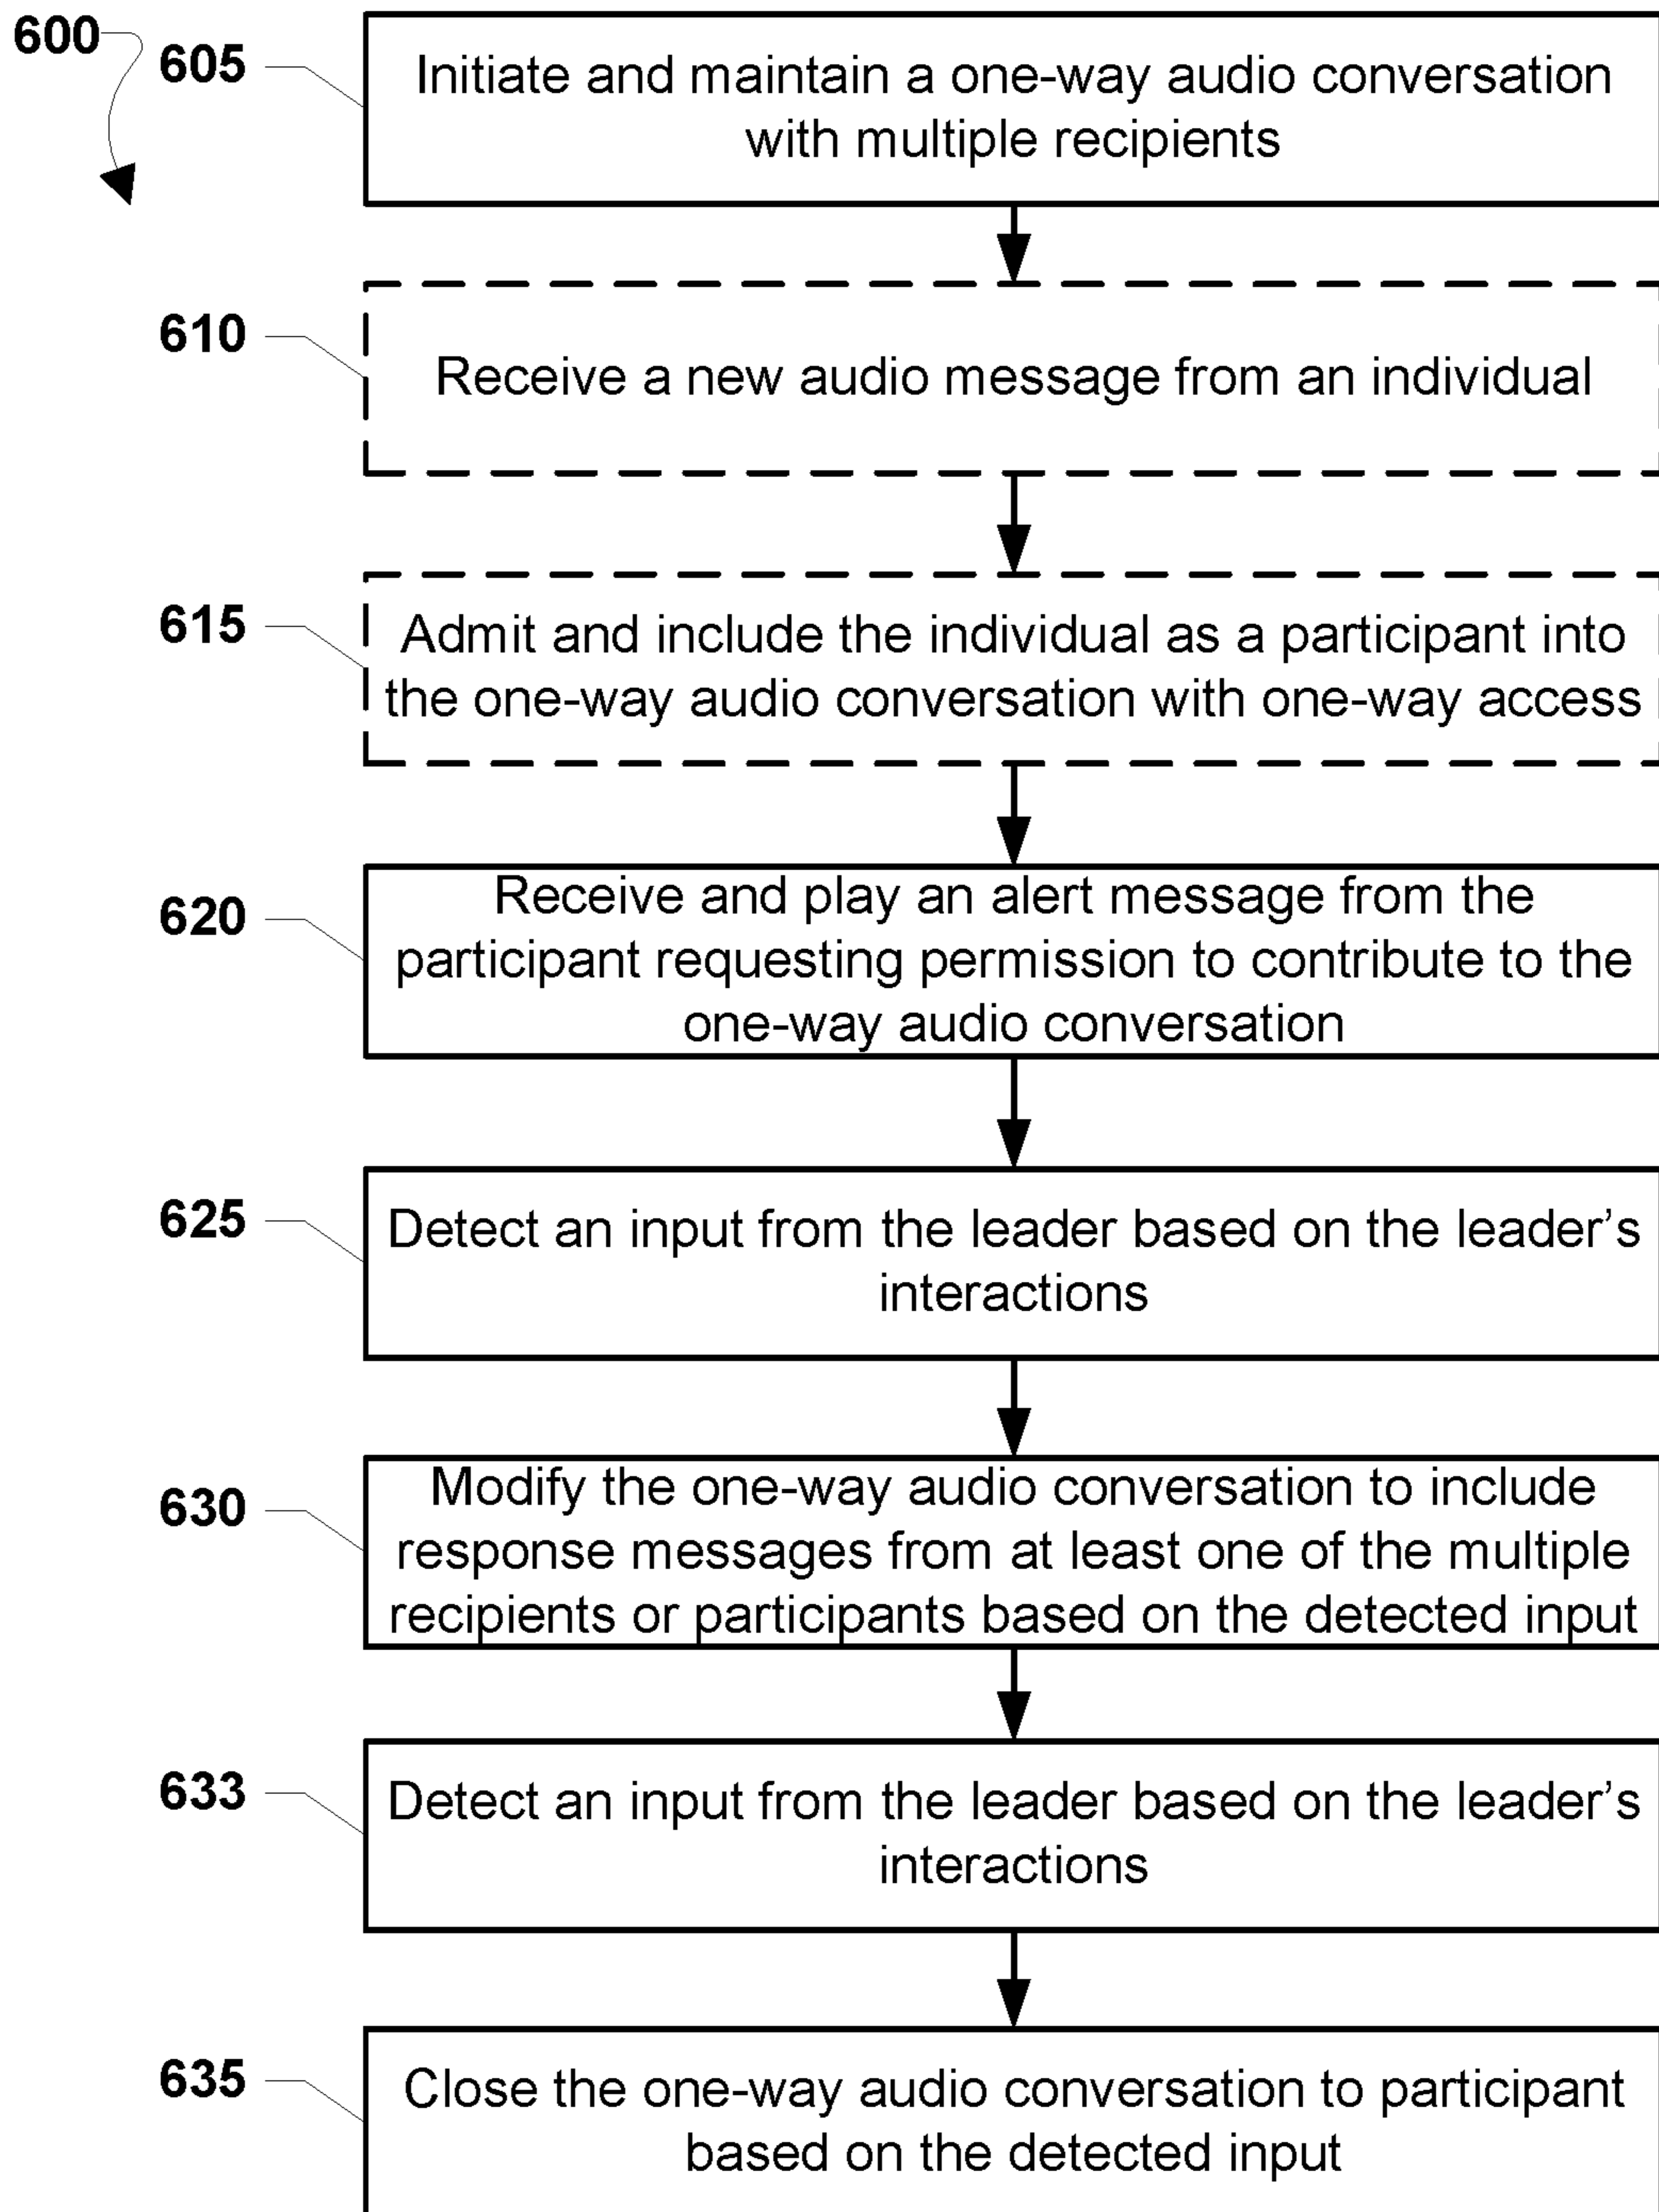 600
605
Initiate and maintain a one-way audio conversation
with multiple recipients
610
Receive a new audio message from an individual
615
Admit and include the individual as a participant into
the one-way audio conversation with one-way access
620
Receive and play an alert message from the
participant requesting permission to contribute to the
one-way audio conversation
625
Detect an input from the leader based on the leader’s
interactions
630
Modify the one-way audio conversation to include
response messages from at least one of the multiple
recipients or participants based on the detected input
633
Detect an input from the leader based on the leader’s
interactions
635
Close the one-way audio conversation to participant
based on the detected input